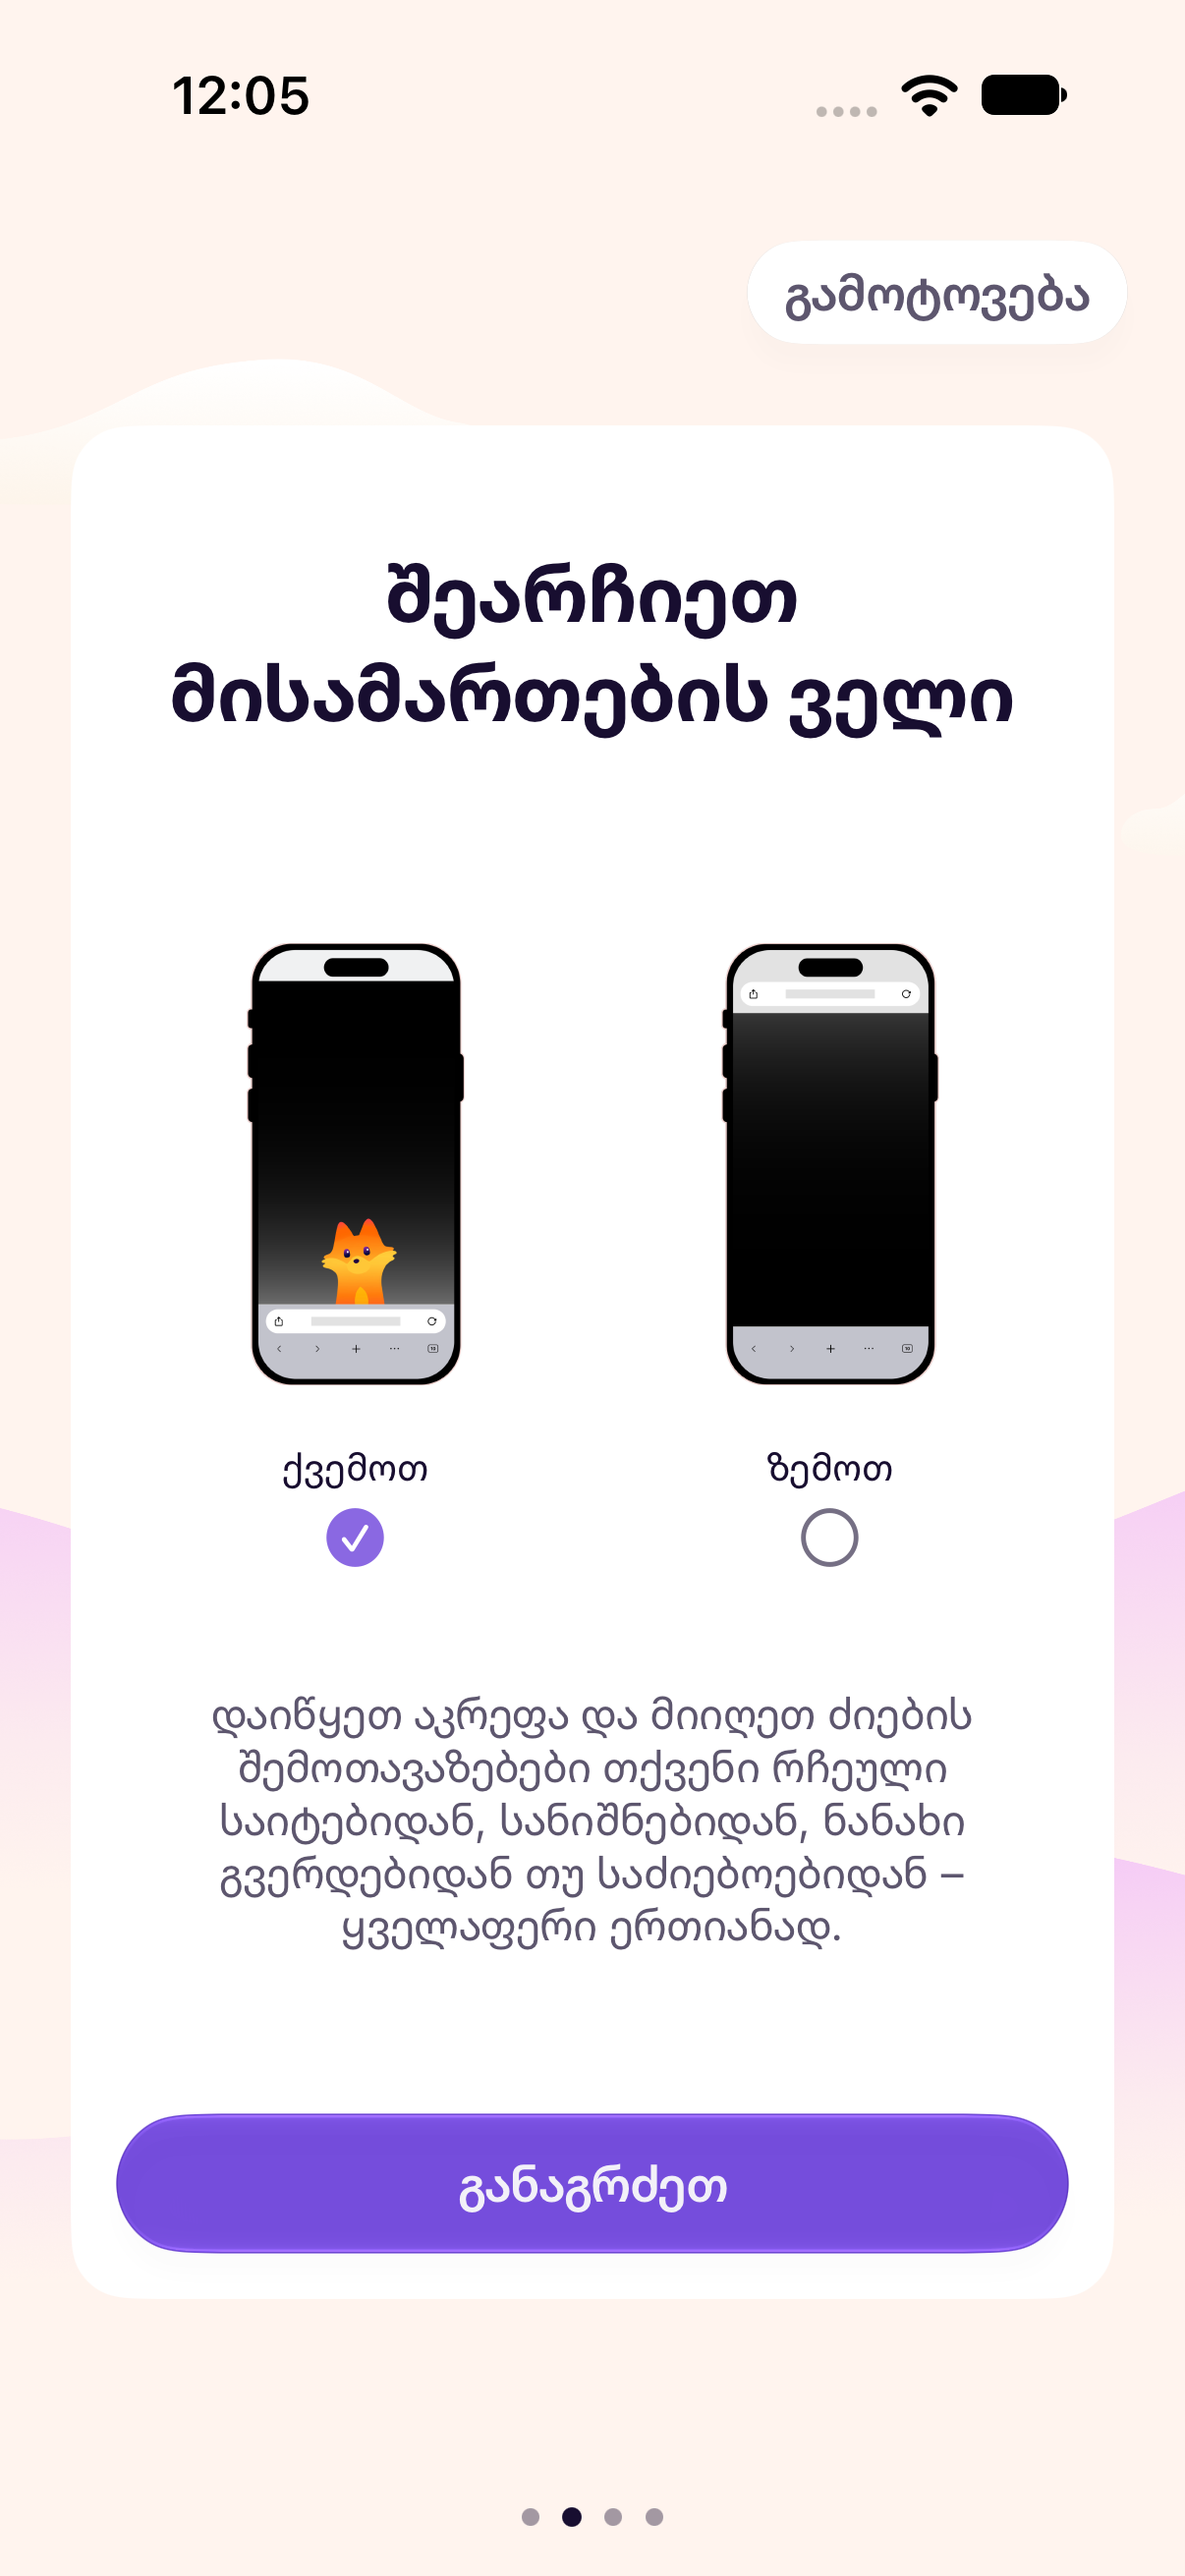 12:05
გამოტოვება
შეარჩიეთ
მისამართების ველი
ქვემოთ
ზემოთ
დაიწყეთ აკრეფა და მიიღეთ ძიების
შემოთავაზებები თქვენი რჩეული
საიტებიდან, სანიშნებიდან, ნანახი
გვერდებიდან თუ საძიებოებიდან –
ყველაფერი ერთიანად.
განაგრძეთ